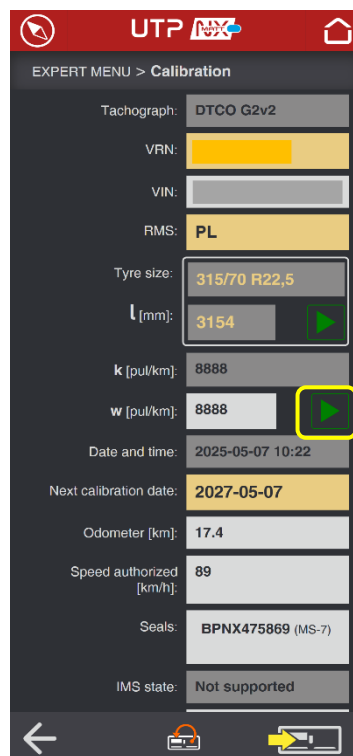 UTP NX MATT
EXPERT MENU > Calibration
Tachograph: DTCO G2v2
VRN:
VIN:
RMS: PL
Tyre size: 315/70 R22,5
l [mm]: 3154
k [pul/km]: 8888
w [pul/km]: 8888
Date and time: 2025-05-07 10:22
Next calibration date: 2027-05-07
Odometer [km]: 17.4
Speed authorized [km/h]: 89
Seals: BPNX475869 (MS-7)
IMS state: Not supported